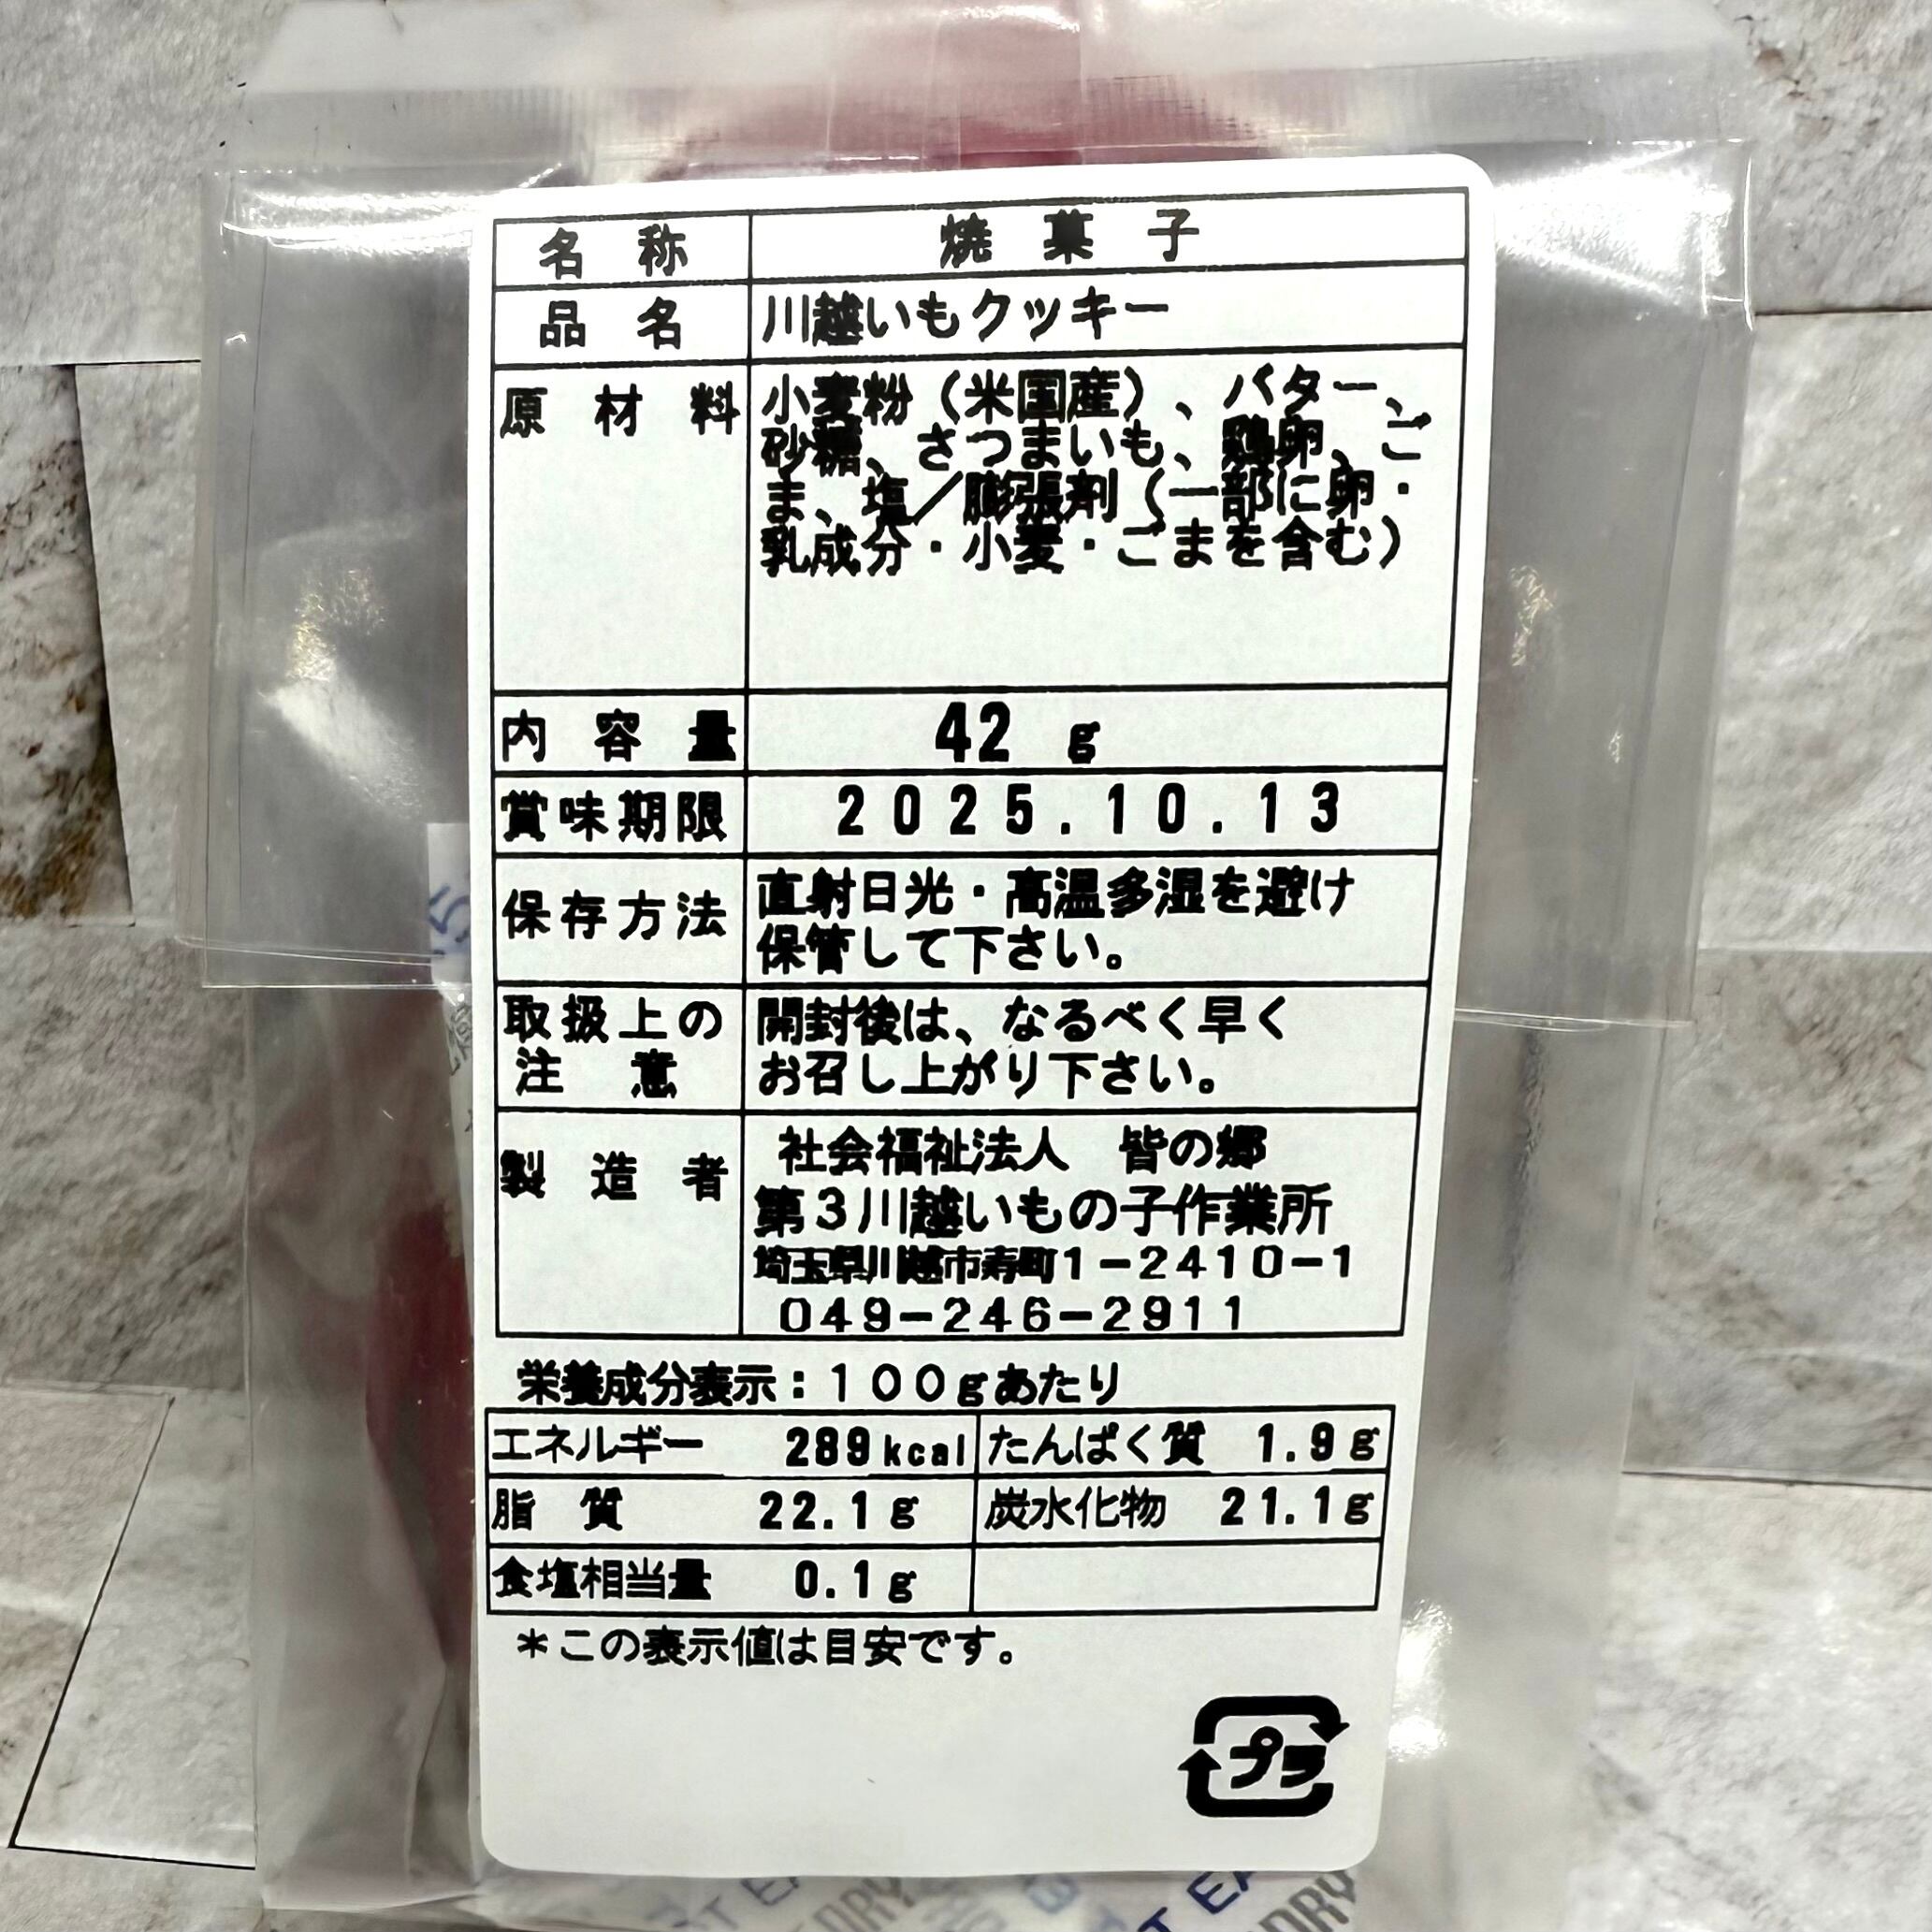 名称 焼菓子
品名 川越いもクッキー
原材料 小麦粉（米国産）、バター、
砂糖、さつまいも、鶏卵、ご
ま、塩／膨張剤（一部に卵・
乳成分・小麦・ごまを含む）
内容量 42 g
賞味期限 2025.10.13
保存方法 直射日光・高温多湿を避け
保管して下さい。
取扱上の 開封後は、なるべく早く
注意 お召し上がり下さい。
製造者 社会福祉法人 皆の郷
第３川越いもの子作業所
埼玉県川越市寿町1-2410-1
049-246-2911
栄養成分表示：１００gあたり
エネルギー 289kcal たんぱく質 1.9g
脂質 22.1g 炭水化物 21.1g
食塩相当量 0.1g
＊この表示値は目安です。
プラ